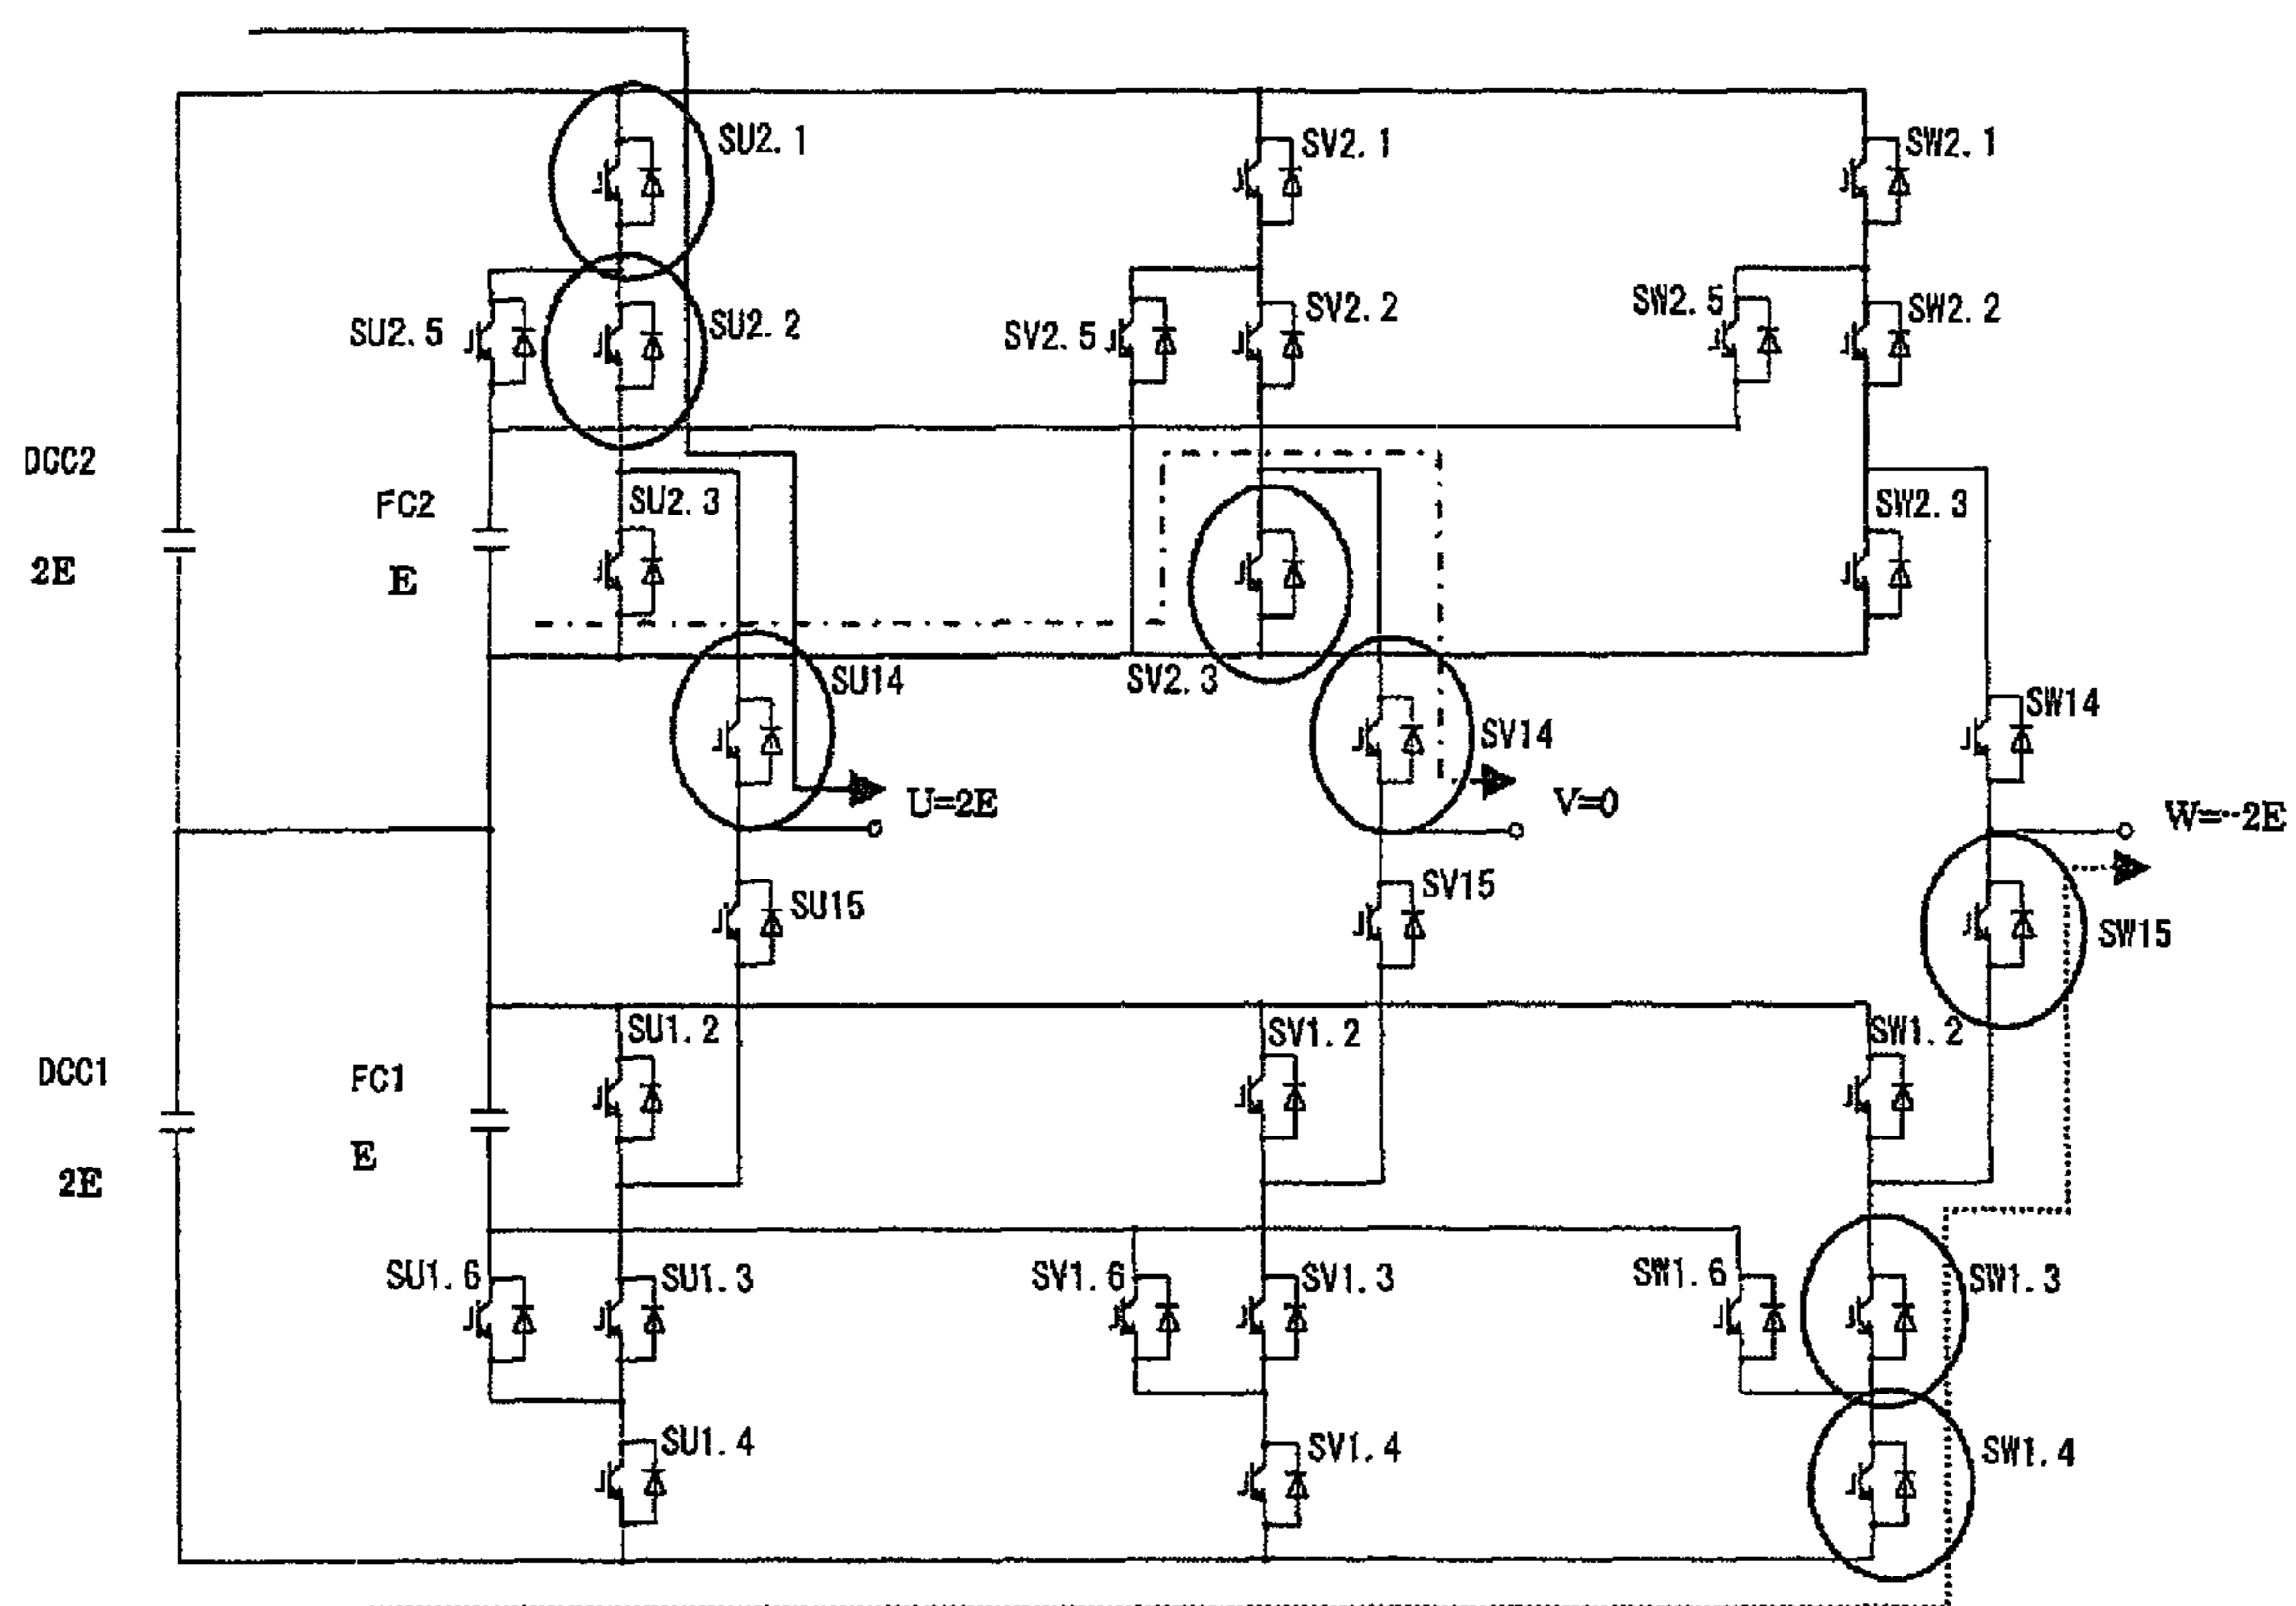 SU2.1
SV2.1
SW2.1
SU2.5
SU2.2
SV2.5
SV2.2
SW2.5
SW2.2
DCC2
2E
FC2
E
SU2.3
SV2.3
SW2.3
SU14
SV14
SW14
U=2E
V=0
W=-2E
SU15
SV15
SW15
DCC1
2E
FC1
E
SU1.2
SV1.2
SW1.2
SU1.6
SU1.3
SV1.6
SV1.3
SW1.6
SW1.3
SU1.4
SV1.4
SW1.4